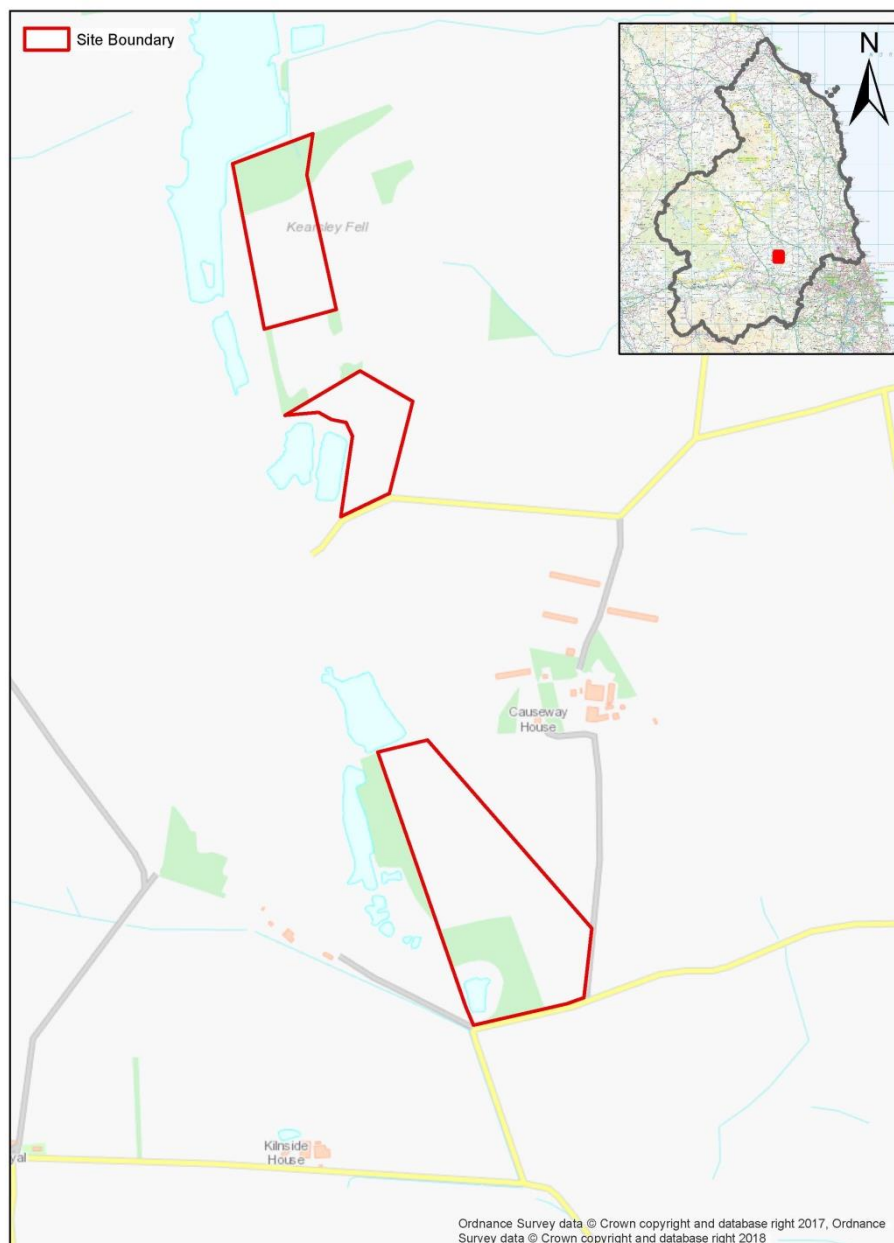 Site Boundary
N
Kearsley Fell
Causeway
House
Kilnside
House
yal
Ordnance Survey data © Crown copyright and database right 2017, Ordnance
Survey data © Crown copyright and database right 2018